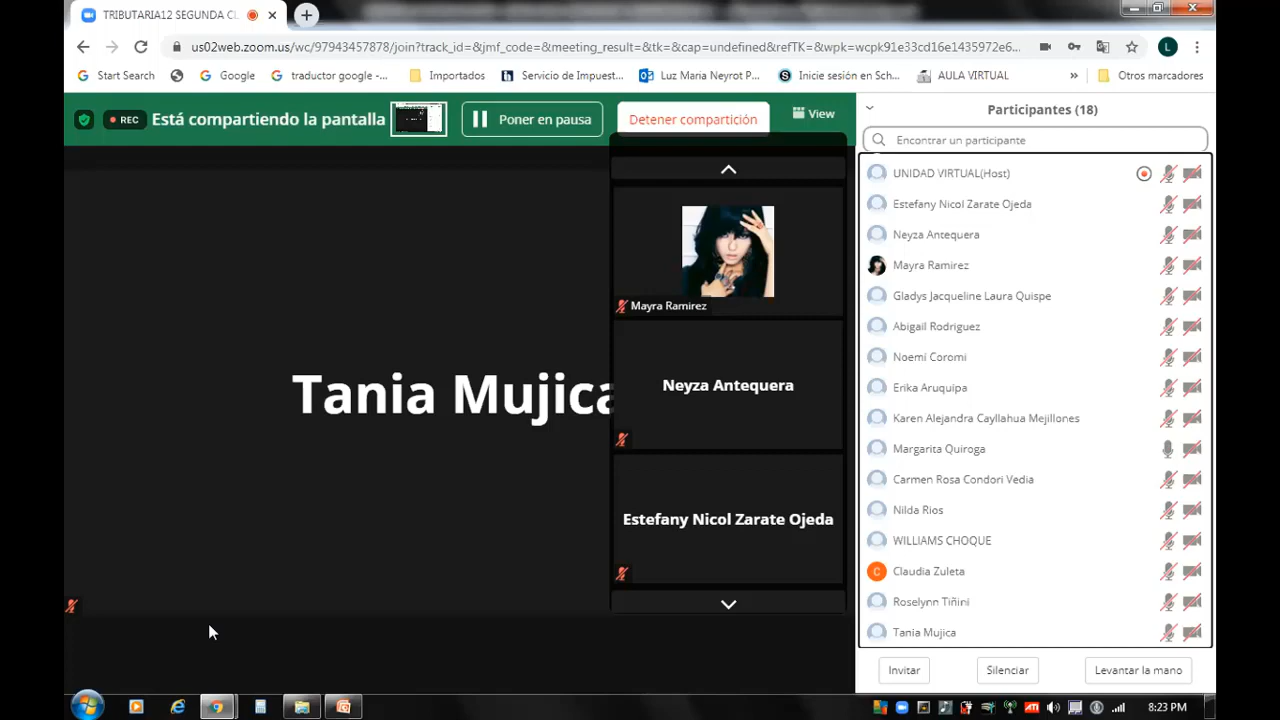 TRIBUTARIA12 SEGUNDA CL
us02web.zoom.us/wc/97943457878/join?track_id=&jmf_code=&meeting_result=&tk=&cap=undefined&refTK=&wpk=wcpk91e33cd16e1435972e6...
Start Search
Google
traductor google -...
Importados
Servicio de Impuest...
Luz Maria Neyrot P...
Inicie sesión en Sch...
AULA VIRTUAL
»
Otros marcadores
REC
Está compartiendo la pantalla
Poner en pausa
Detener compartición
View
Tania Mujica
Mayra Ramirez
Neyza Antequera
Estefany Nicol Zarate Ojeda
Participantes (18)
Encontrar un participante
UNIDAD VIRTUAL(Host)
Estefany Nicol Zarate Ojeda
Neyza Antequera
Mayra Ramirez
Gladys Jacqueline Laura Quispe
Abigail Rodriguez
Noemi Coromi
Erika Aruquipa
Karen Alejandra Cayllahua Mejillones
Margarita Quiroga
Carmen Rosa Condori Vedia
Nilda Rios
WILLIAMS CHOQUE
C
Claudia Zuleta
Roselynn Tiñini
Tania Mujica
Invitar
Silenciar
Levantar la mano
L
ATI
8:23 PM